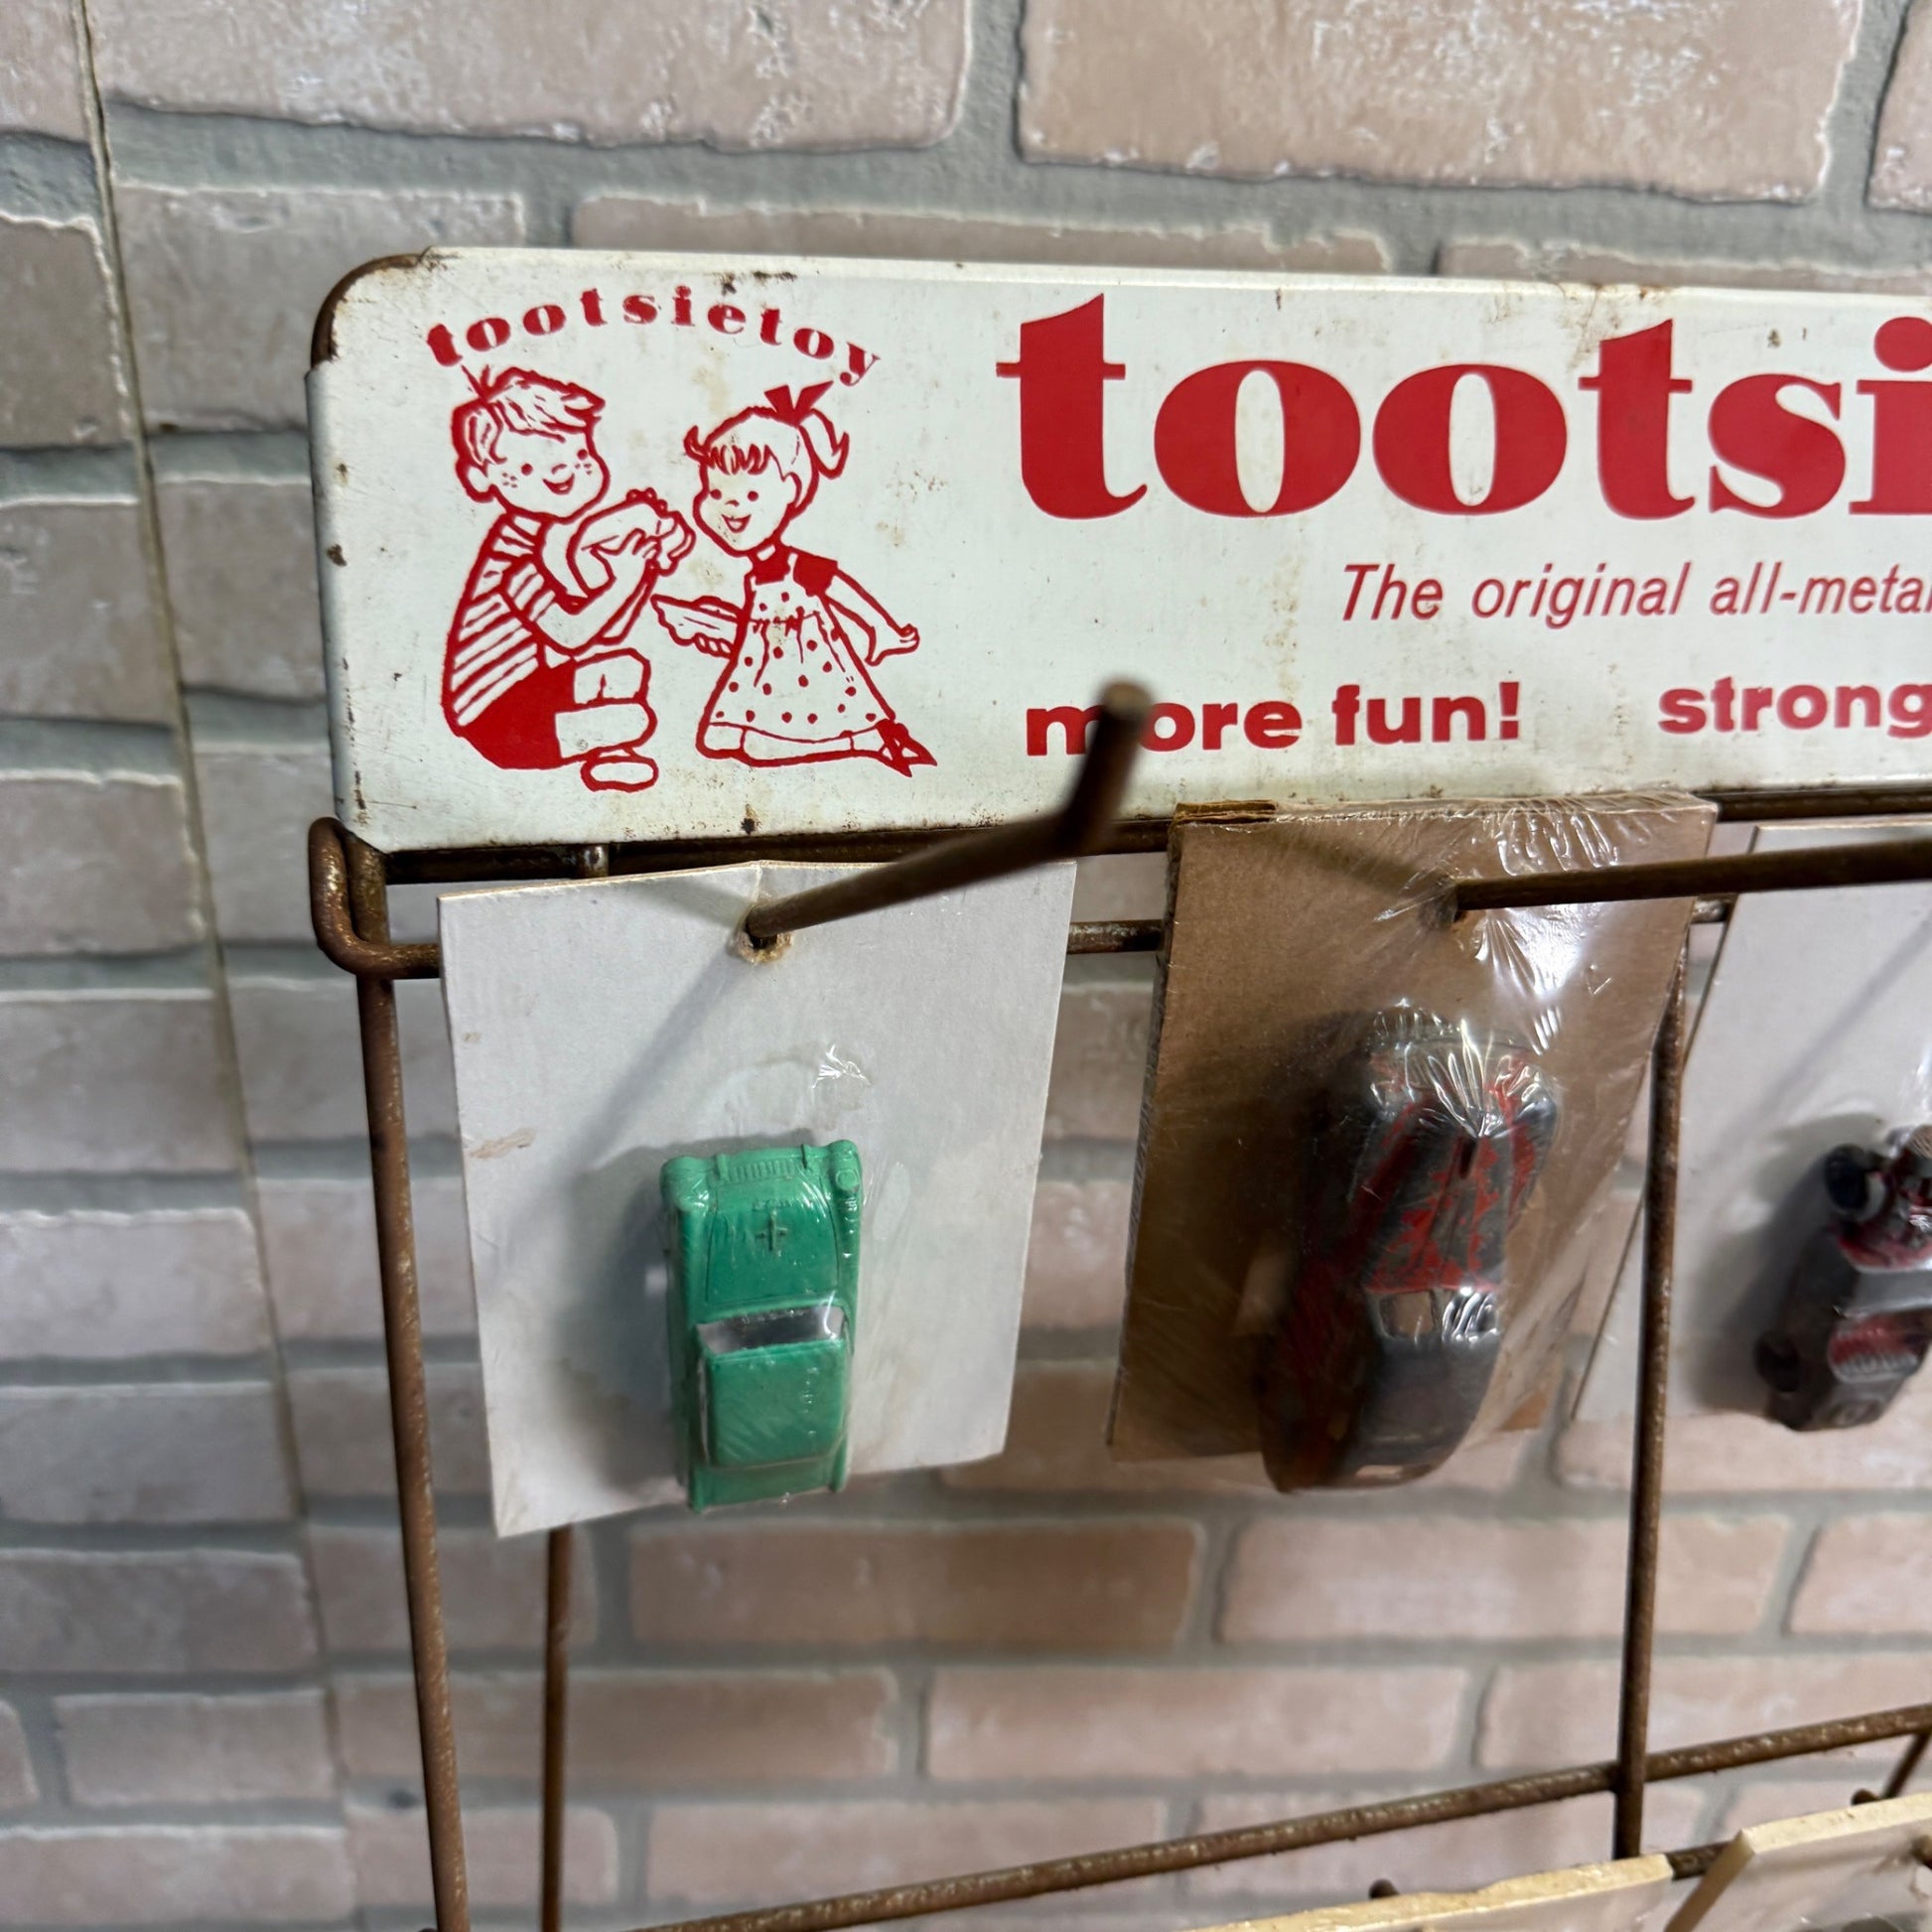 tootsietoy
tootsi
The original all-meta
more fun! strong